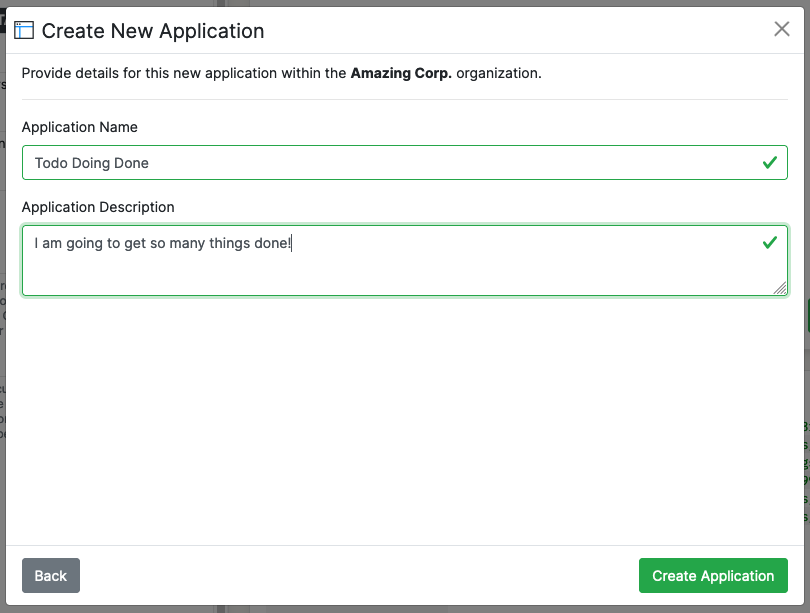 Create New Application
Provide details for this new application within the Amazing Corp. organization.
Application Name
Todo Doing Done
Application Description
I am going to get so many things done!
Back
Create Application